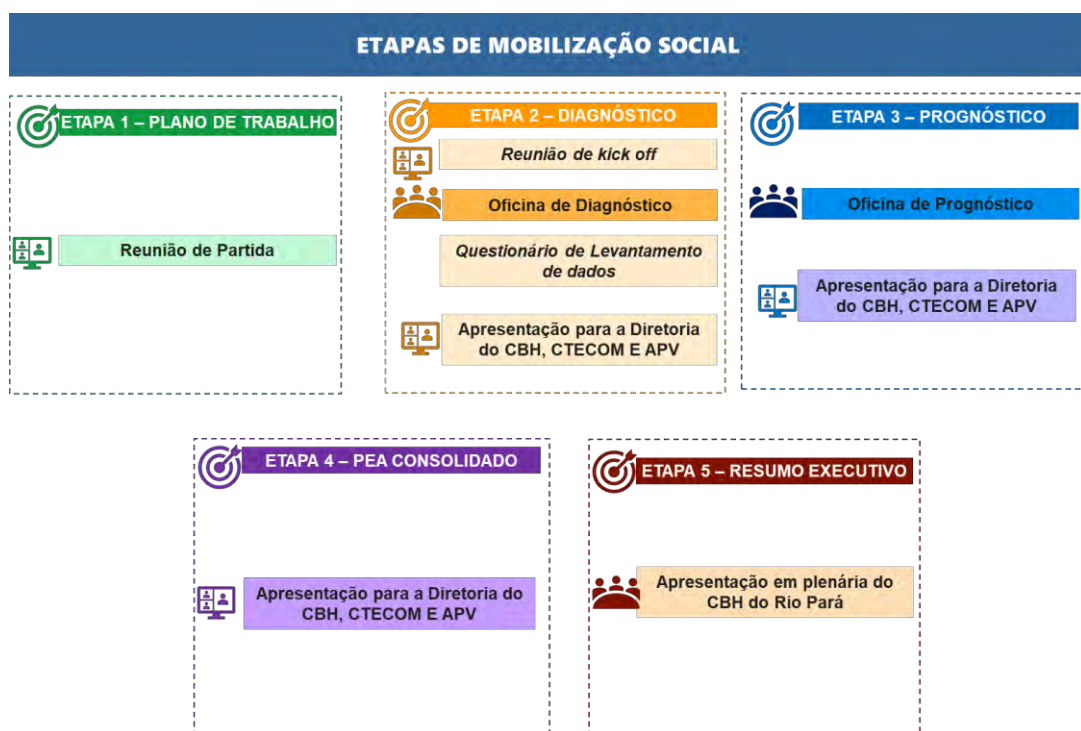 ETAPAS DE MOBILIZAÇÃO SOCIAL
ETAPA 1 – PLANO DE TRABALHO
Reunião de Partida
ETAPA 2 – DIAGNÓSTICO
Reunião de kick off
Oficina de Diagnóstico
Questionário de Levantamento
de dados
Apresentação para a Diretoria
do CBH, CTECOM E APV
ETAPA 3 – PROGNÓSTICO
Oficina de Prognóstico
Apresentação para a Diretoria
do CBH, CTECOM E APV
ETAPA 4 – PEA CONSOLIDADO
Apresentação para a Diretoria do
CBH, CTECOM E APV
ETAPA 5 – RESUMO EXECUTIVO
Apresentação em plenária do
CBH do Rio Pará